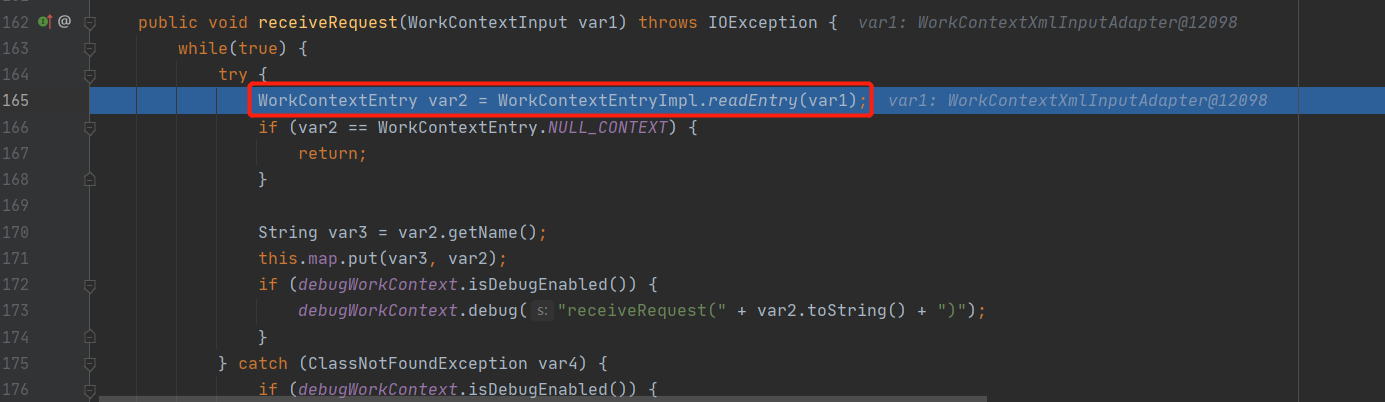 162 @ public void receiveRequest(WorkContextInput var1) throws IOException { var1: WorkContextXmlInputAdapter@12098
163 while(true) {
164 try {
165 WorkContextEntry var2 = WorkContextEntryImpl.readEntry(var1); var1: WorkContextXmlInputAdapter@12098
166 if (var2 == WorkContextEntry.NULL_CONTEXT) {
167 return;
168 }
169
170 String var3 = var2.getName();
171 this.map.put(var3, var2);
172 if (debugWorkContext.isDebugEnabled()) {
173 debugWorkContext.debug( s: "receiveRequest(" + var2.toString() + ")");
174 }
175 } catch (ClassNotFoundException var4) {
176 if (debugWorkContext.isDebugEnabled()) {